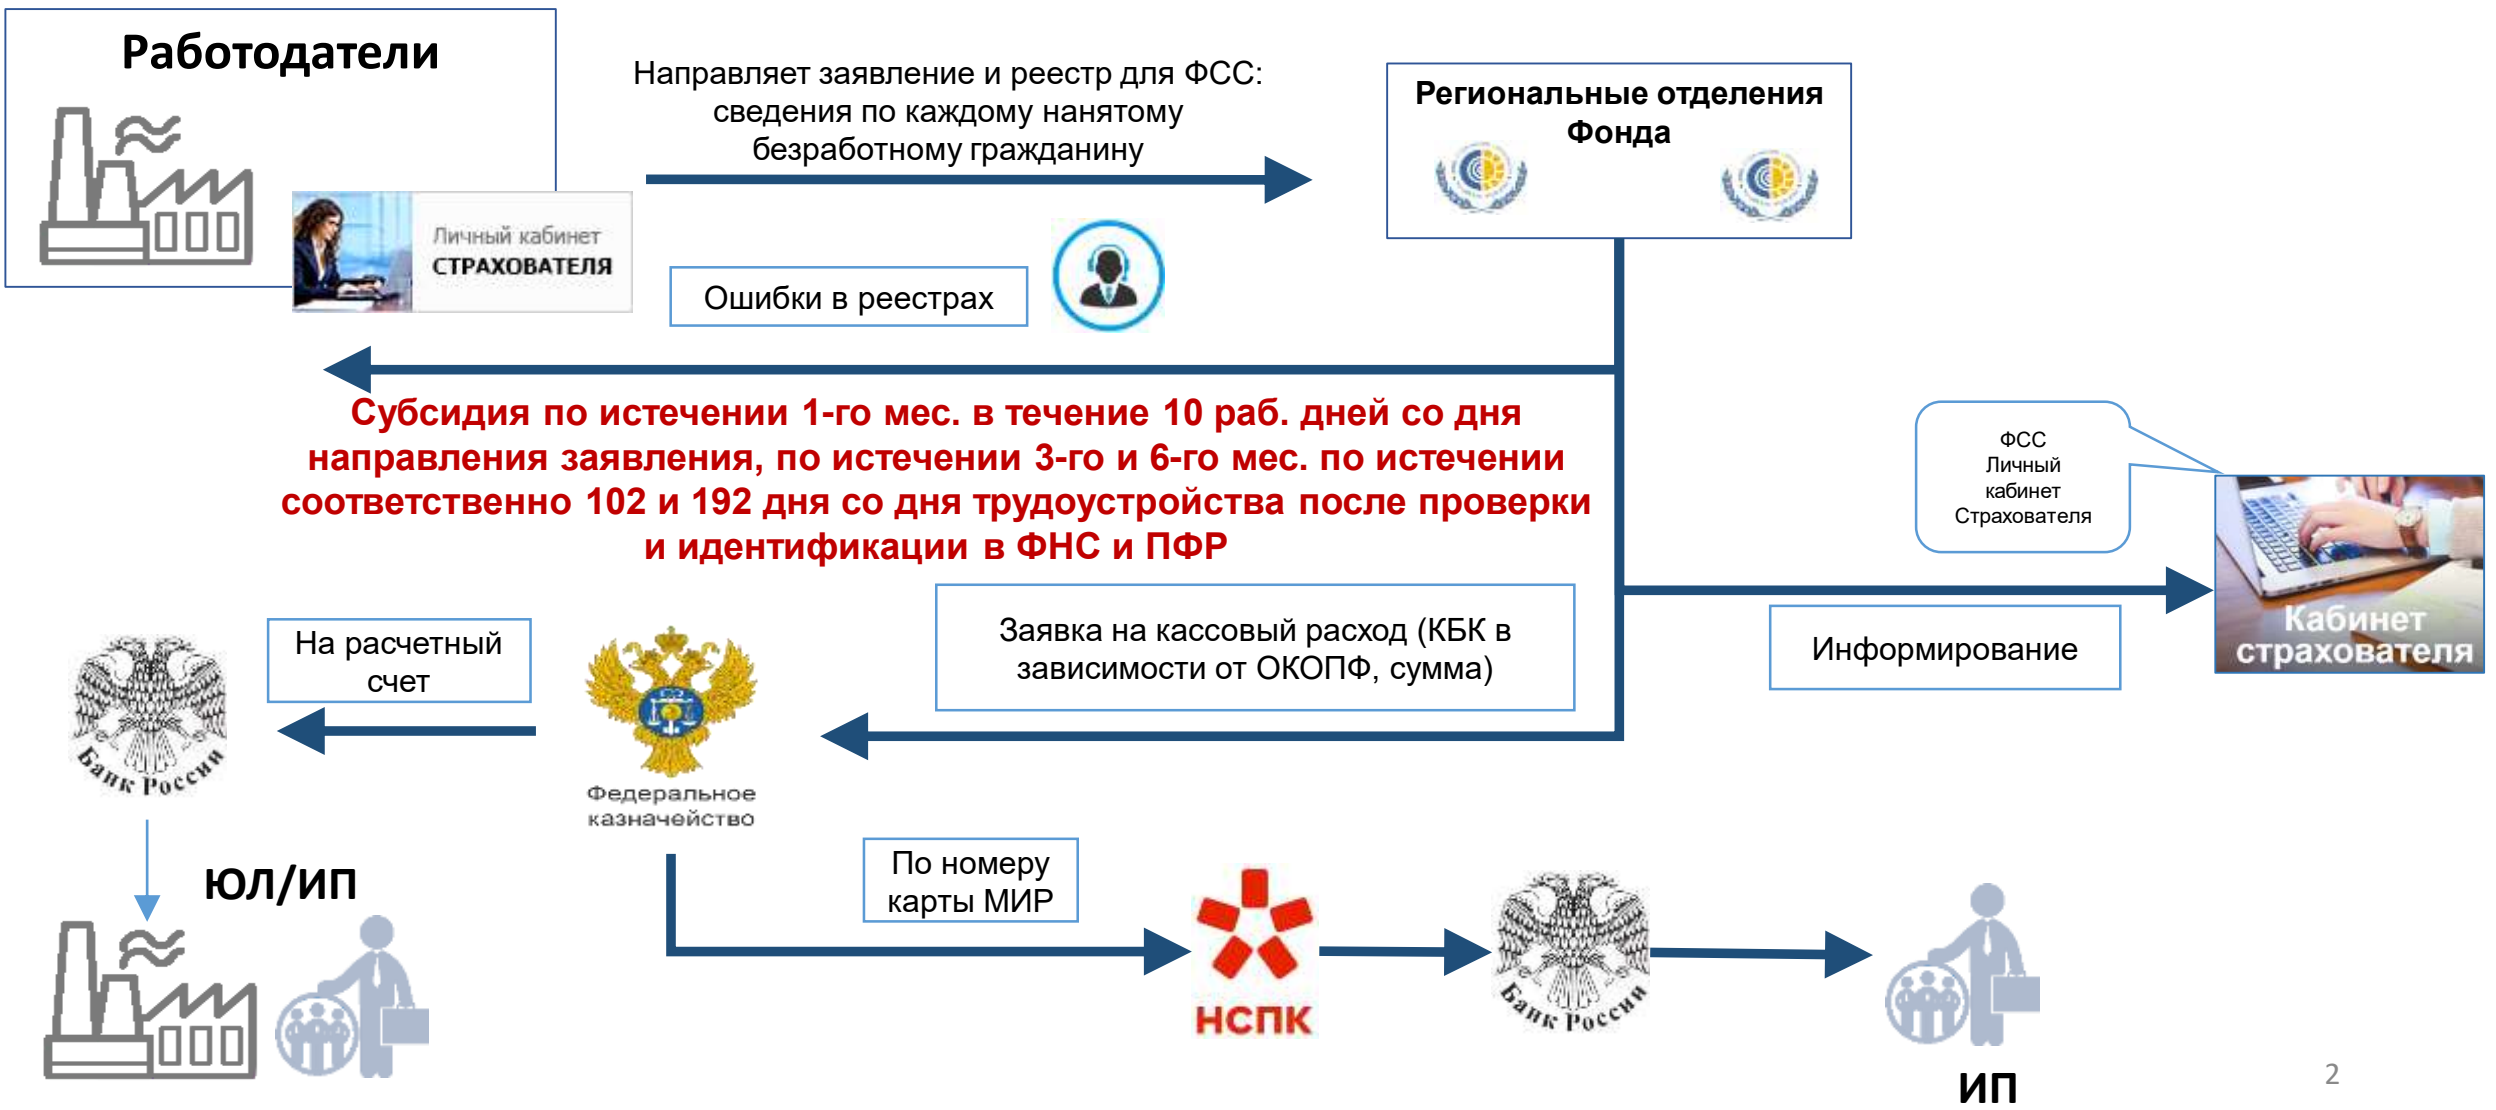 Работодатели
Направляет заявление и реестр для ФСС:
сведения по каждому нанятому
безработному гражданину
Региональные отделения
Фонда
Личный кабинет
СТРАХОВАТЕЛЯ
Ошибки в реестрах
Субсидия по истечении 1-го мес. в течение 10 раб. дней со дня
направления заявления, по истечении 3-го и 6-го мес. по истечении
соответственно 102 и 192 дня со дня трудоустройства после проверки
и идентификации в ФНС и ПФР
ФСС
Личный
кабинет
Страхователя
Кабинет
страхователя
Информирование
Заявка на кассовый расход (КБК в
зависимости от ОКОПФ, сумма)
На расчетный
счет
Банк России
Федеральное
казначейство
ЮЛ/ИП
По номеру
карты МИР
НСПК
Банк России
ИП
2